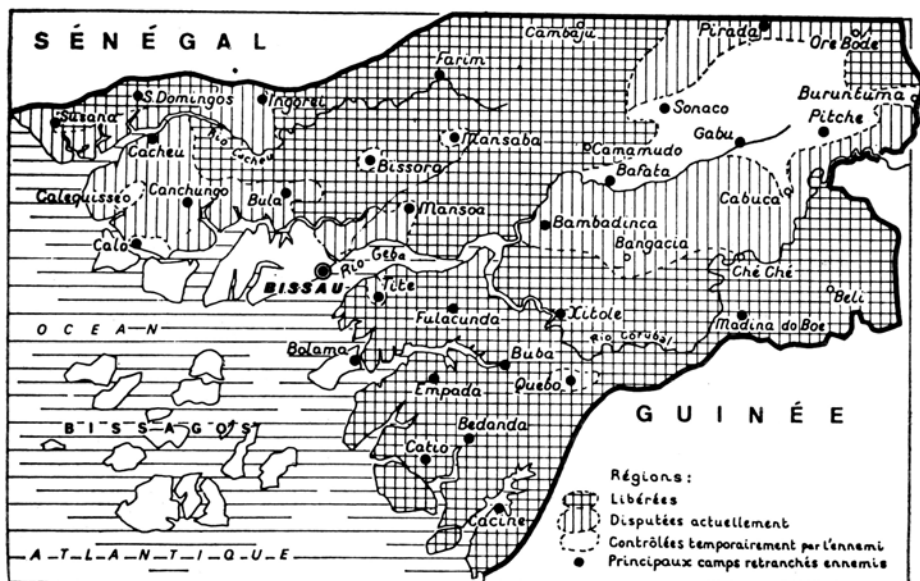 SÉNÉGAL
Cambaju
Pirada
Ore Bode
Farim
S.Domingos
Ingorei
Susana
Sonaco
Buruntuma
Pitche
Rio Cacheu
Mansaba
Gabu
Cacheu
Camamudo
Bissora
Bafata
Calequisseo
Canchungo
Bula
Mansoa
Cabuca
Bambadinca
Calo
Bangacia
Rio Geba
BISSAU
Ché Ché
Tite
Beli
Fulacunda
Xitole
Madina do Boe
OCEAN
Rio Corubal
Bolama
Buba
Quebo
Empada
GUINÉE
BISSAGOS
Bedanda
Catio
Régions:
Libérées
Cacine
Disputées actuellement
Contrôlées temporairement par l'ennemi
ATLANTIQUE
Principaux camps retranchés ennemis